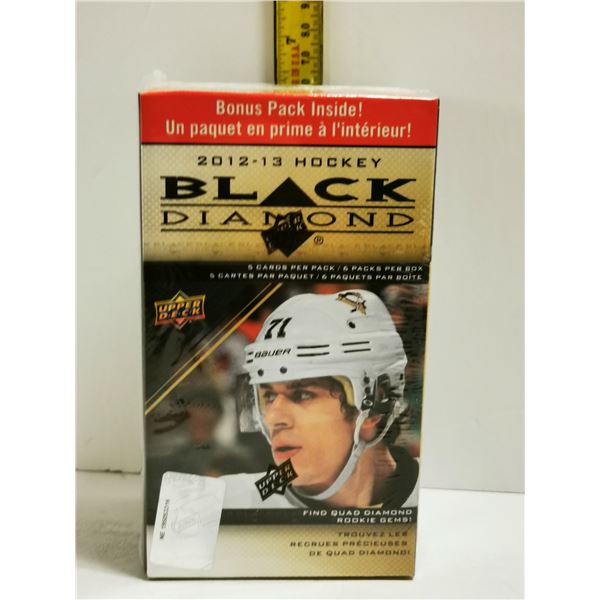 Bonus Pack Inside!
Un paquet en prime à l'intérieur!
2012-13 HOCKEY
BLACK
DIAMOND
®
5 CARDS PER PACK / 6 PACKS PER BOX
5 CARTES PAR PAQUET / 6 PAQUETS PAR BOÎTE
UPPER
DECK
71
BAUER
UPPER
DECK
FIND QUAD DIAMOND
ROOKIE GEMS!
TROUVEZ LES
RECRUES PRÉCIEUSES
DE QUAD DIAMOND!